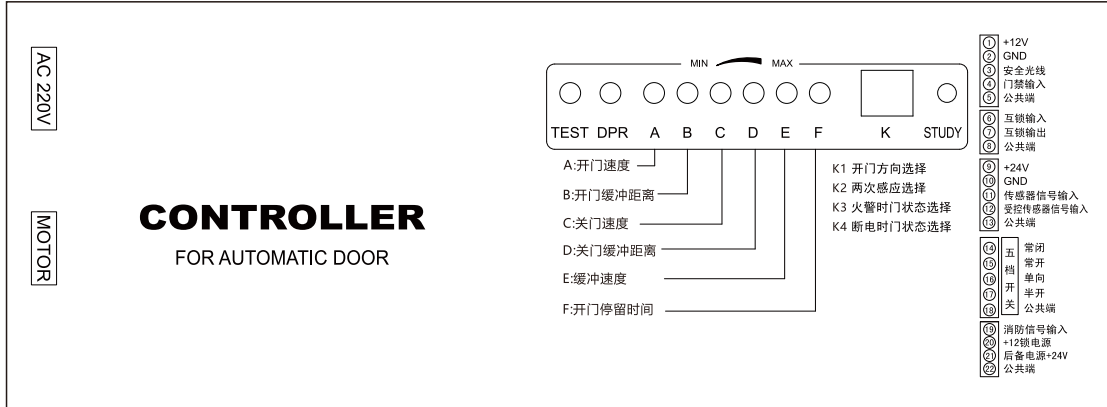 AC 220V
MOTOR
CONTROLLER
FOR AUTOMATIC DOOR
MIN MAX
TEST DPR A B C D E F K STUDY
A:开门速度
B:开门缓冲距离
C:关门速度
D:关门缓冲距离
E:缓冲速度
F:开门停留时间
K1 开门方向选择
K2 两次感应选择
K3 火警时门状态选择
K4 断电时门状态选择
① +12V
② GND
③ 安全光线
④ 门禁输入
⑤ 公共端
⑥ 互锁输入
⑦ 互锁输出
⑧ 公共端
⑨ +24V
⑩ GND
⑪ 传感器信号输入
⑫ 受控传感器信号输入
⑬ 公共端
五档开关
⑭ 常闭
⑮ 常开
⑯ 单向
⑰ 半开
⑱ 公共端
⑲ 消防信号输入
⑳ +12锁电源
㉑ 后备电源+24V
㉒ 公共端